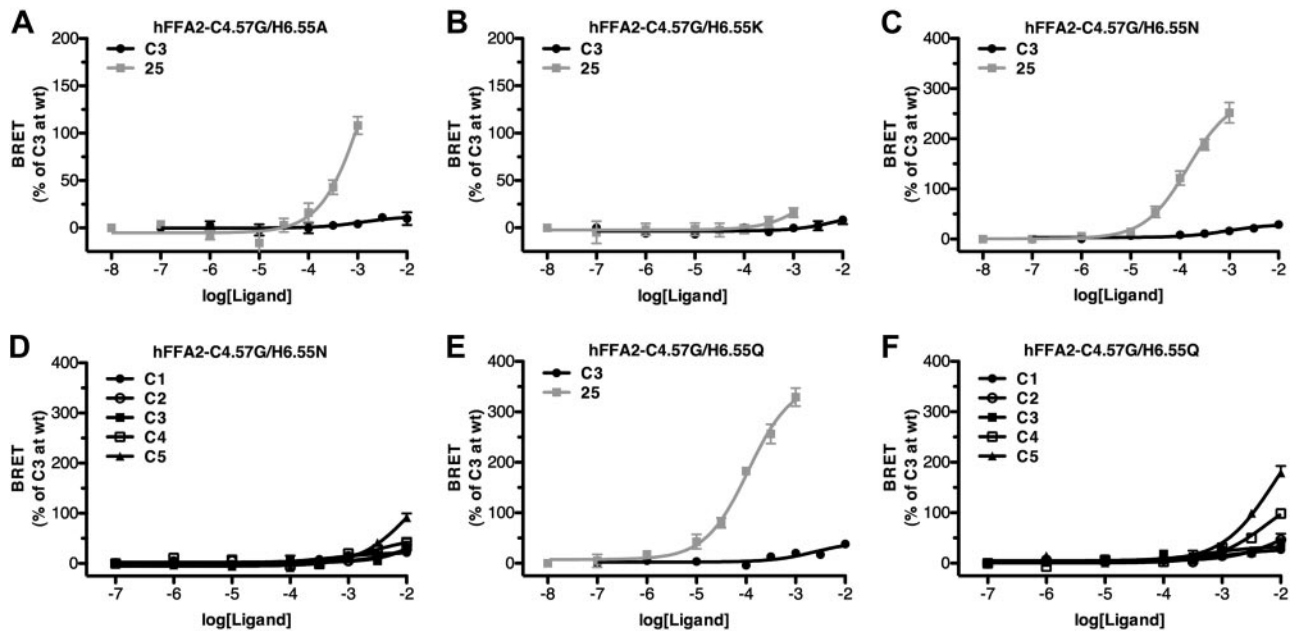 A
hFFA2-C4.57G/H6.55A
C3
25
BRET
(% of C3 at wt)
200
150
100
50
0
-8 -7 -6 -5 -4 -3 -2
log[Ligand]
B
hFFA2-C4.57G/H6.55K
C3
25
BRET
(% of C3 at wt)
200
150
100
50
0
-8 -7 -6 -5 -4 -3 -2
log[Ligand]
C
hFFA2-C4.57G/H6.55N
C3
25
BRET
(% of C3 at wt)
400
300
200
100
0
-8 -7 -6 -5 -4 -3 -2
log[Ligand]
D
hFFA2-C4.57G/H6.55N
C1
C2
C3
C4
C5
BRET
(% of C3 at wt)
400
300
200
100
0
-7 -6 -5 -4 -3 -2
log[Ligand]
E
hFFA2-C4.57G/H6.55Q
C3
25
BRET
(% of C3 at wt)
400
300
200
100
0
-8 -7 -6 -5 -4 -3 -2
log[Ligand]
F
hFFA2-C4.57G/H6.55Q
C1
C2
C3
C4
C5
BRET
(% of C3 at wt)
400
300
200
100
0
-7 -6 -5 -4 -3 -2
log[Ligand]